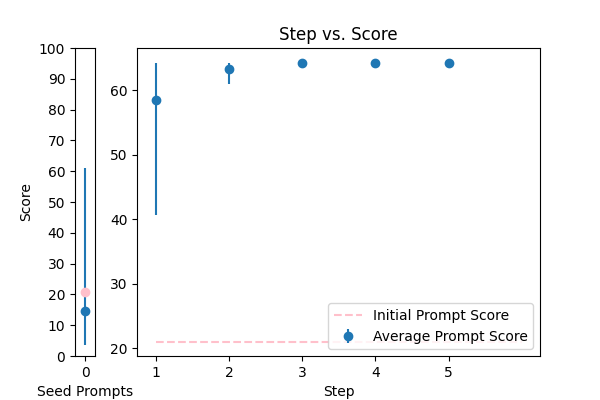 Step vs. Score
100
90
80
70
60
50
40
30
20
10
0
Score
0
Seed Prompts
60
50
40
30
20
1 2 3 4 5
Step
Initial Prompt Score
Average Prompt Score